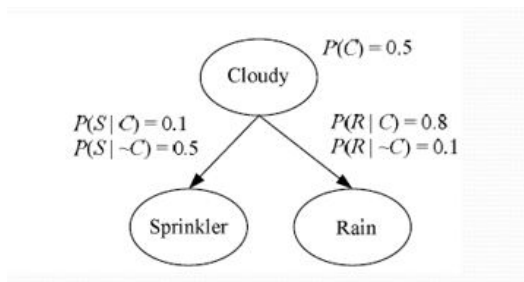 P(C) = 0.5
Cloudy
P(S | C) = 0.1
P(S | ~C) = 0.5
P(R | C) = 0.8
P(R | ~C) = 0.1
Sprinkler
Rain